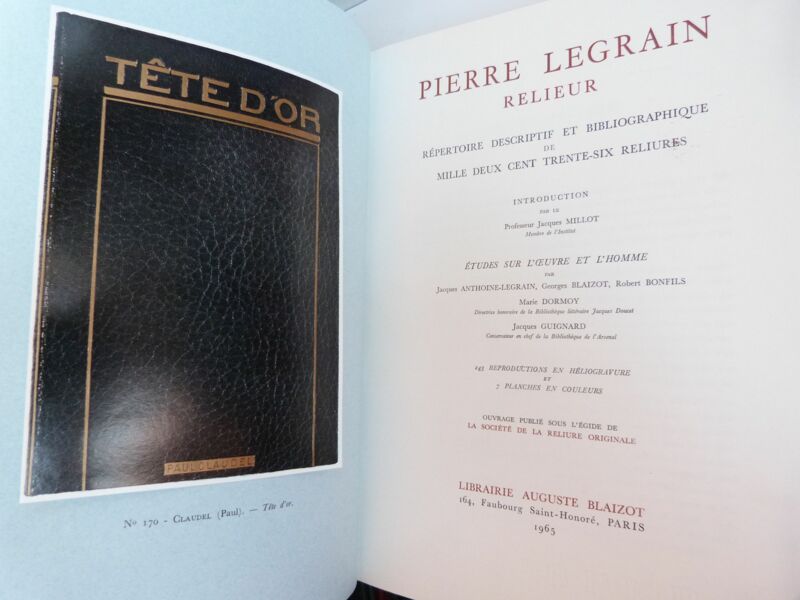 TÊTE D'OR
PAUL CLAUDEL
Nº 170 - CLAUDEL (Paul). — Tête d'or.
PIERRE LEGRAIN
RELIEUR
RÉPERTOIRE DESCRIPTIF ET BIBLIOGRAPHIQUE
DE
MILLE DEUX CENT TRENTE-SIX RELIURES
INTRODUCTION
PAR LE
Professeur Jacques MILLOT
Membre de l'Institut
ÉTUDES SUR L'ŒUVRE ET L'HOMME
PAR
Jacques ANTHOINE-LEGRAIN, Georges BLAIZOT, Robert BONFILS
Marie DORMOY
Directrice honoraire de la Bibliothèque littéraire Jacques Doucet
Jacques GUIGNARD
Conservateur en chef de la Bibliothèque de l'Arsenal
REPRODUCTIONS EN HÉLIOGRAVURE
ET
7 PLANCHES EN COULEURS
OUVRAGE PUBLIÉ SOUS L'ÉGIDE DE
LA SOCIÉTÉ DE LA RELIURE ORIGINALE
LIBRAIRIE AUGUSTE BLAIZOT
164, Faubourg Saint-Honoré, PARIS
1965